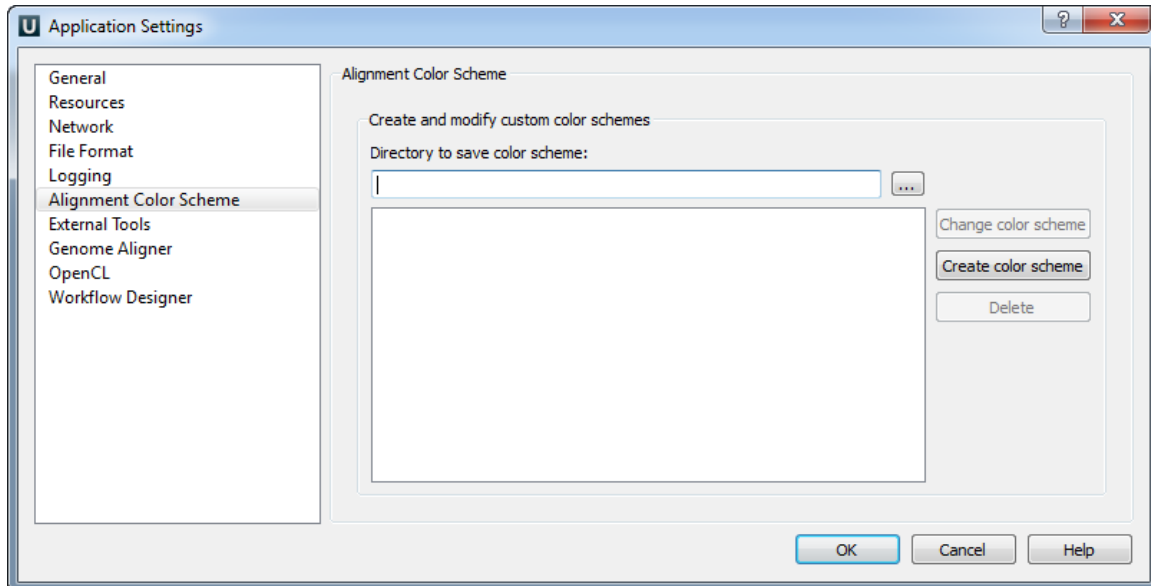 U Application Settings
?
X
General
Resources
Network
File Format
Logging
Alignment Color Scheme
External Tools
Genome Aligner
OpenCL
Workflow Designer
Alignment Color Scheme
Create and modify custom color schemes
Directory to save color scheme:
...
Change color scheme
Create color scheme
Delete
OK
Cancel
Help